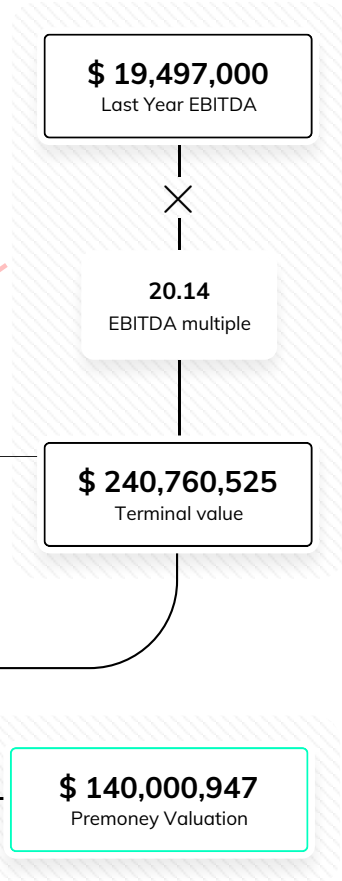 $ 19,497,000
Last Year EBITDA
20.14
EBITDA multiple
$ 240,760,525
Terminal value
$ 140,000,947
Premoney Valuation